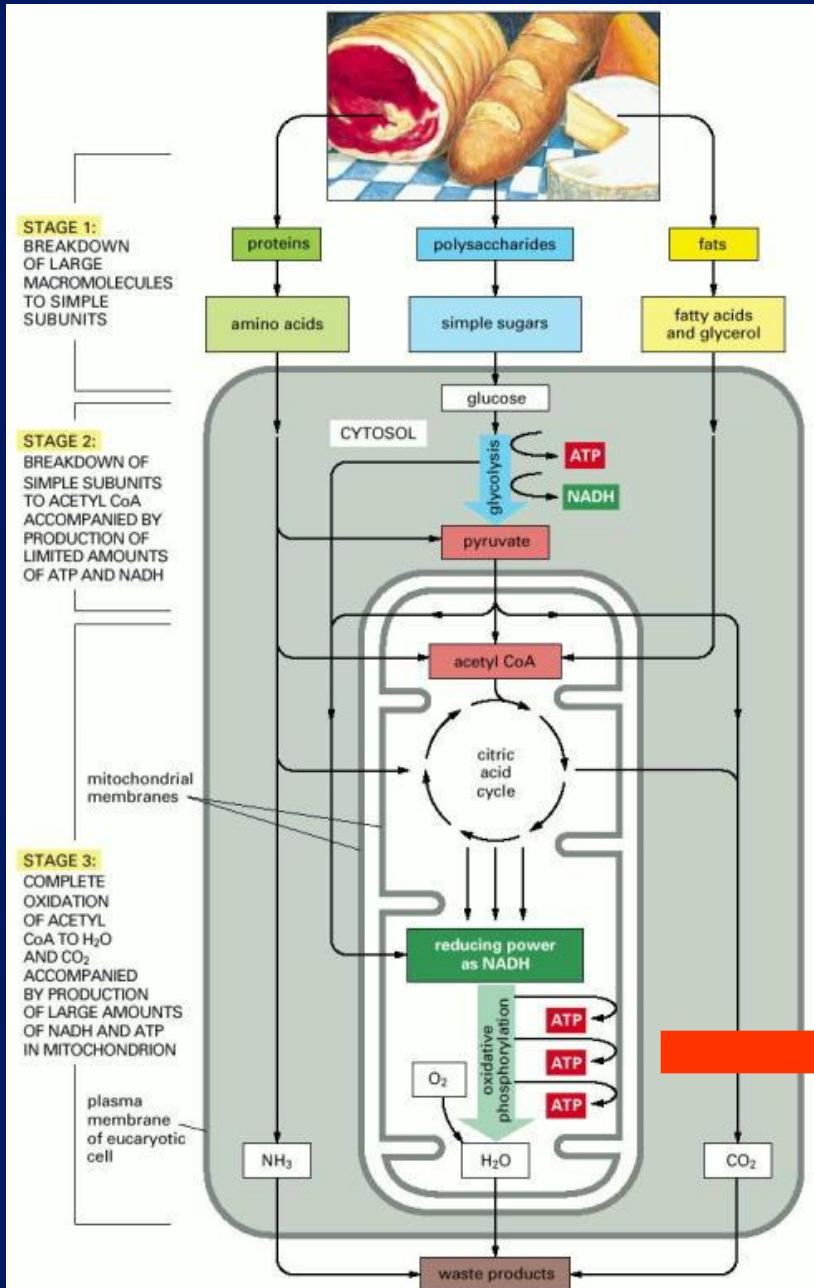 STAGE 1:
BREAKDOWN
OF LARGE
MACROMOLECULES
TO SIMPLE
SUBUNITS
proteins
polysaccharides
fats
amino acids
simple sugars
fatty acids
and glycerol
glucose
CYTOSOL
STAGE 2:
BREAKDOWN OF
SIMPLE SUBUNITS
TO ACETYL CoA
ACCOMPANIED BY
PRODUCTION OF
LIMITED AMOUNTS
OF ATP AND NADH
glycolysis
ATP
NADH
pyruvate
acetyl CoA
citric
acid
cycle
mitochondrial
membranes
STAGE 3:
COMPLETE
OXIDATION
OF ACETYL
CoA TO H₂O
AND CO₂
ACCOMPANIED
BY PRODUCTION
OF LARGE AMOUNTS
OF NADH AND ATP
IN MITOCHONDRION
reducing power
as NADH
oxidative
phosphorylation
ATP
ATP
ATP
O₂
plasma
membrane
of eucaryotic
cell
NH₃
H₂O
CO₂
waste products